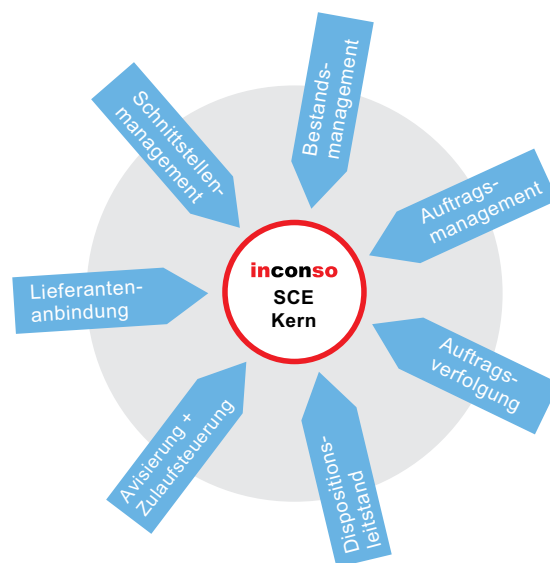 Bestands-
management
Auftrags-
management
Auftrags-
verfolgung
Dispositions-
leitstand
Avisierung +
Zulaufsteuerung
Lieferanten-
anbindung
Schnittstellen-
management
inconso
SCE
Kern